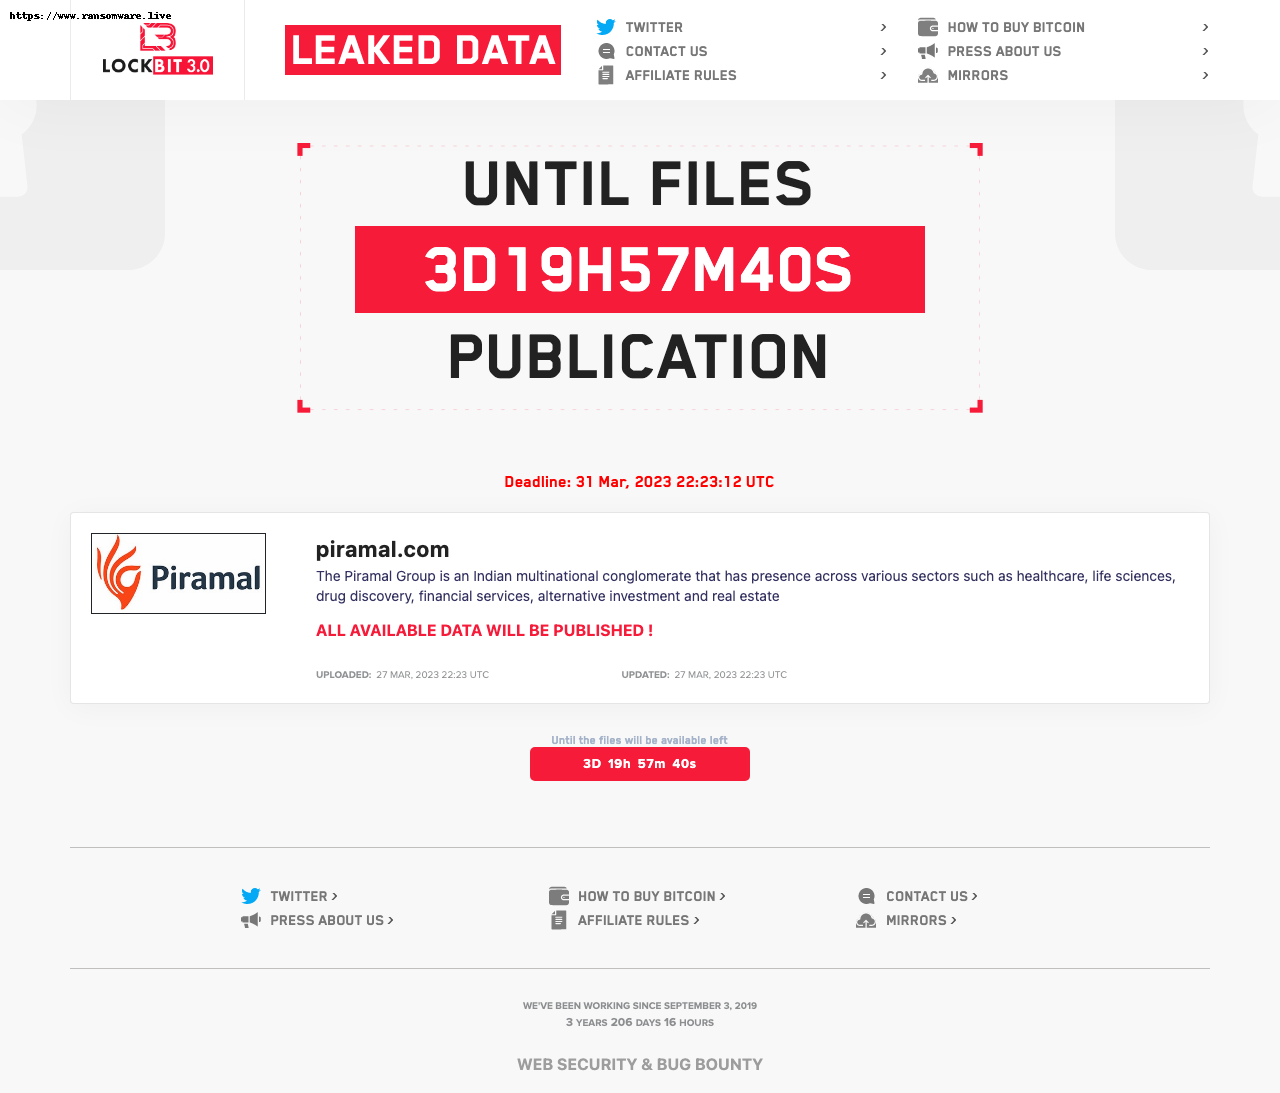 https://www.ransomware.live
LOCKBIT 3.0
LEAKED DATA
TWITTER >
CONTACT US >
AFFILIATE RULES >
HOW TO BUY BITCOIN >
PRESS ABOUT US >
MIRRORS >
UNTIL FILES
3D19H57M40S
PUBLICATION
Deadline: 31 Mar, 2023 22:23:12 UTC
Piramal
piramal.com
The Piramal Group is an Indian multinational conglomerate that has presence across various sectors such as healthcare, life sciences,
drug discovery, financial services, alternative investment and real estate
ALL AVAILABLE DATA WILL BE PUBLISHED !
UPLOADED: 27 MAR, 2023 22:23 UTC UPDATED: 27 MAR, 2023 22:23 UTC
Until the files will be available left
3D 19h 57m 40s
TWITTER >
PRESS ABOUT US >
HOW TO BUY BITCOIN >
AFFILIATE RULES >
CONTACT US >
MIRRORS >
WE'VE BEEN WORKING SINCE SEPTEMBER 3, 2019
3 YEARS 206 DAYS 16 HOURS
WEB SECURITY & BUG BOUNTY